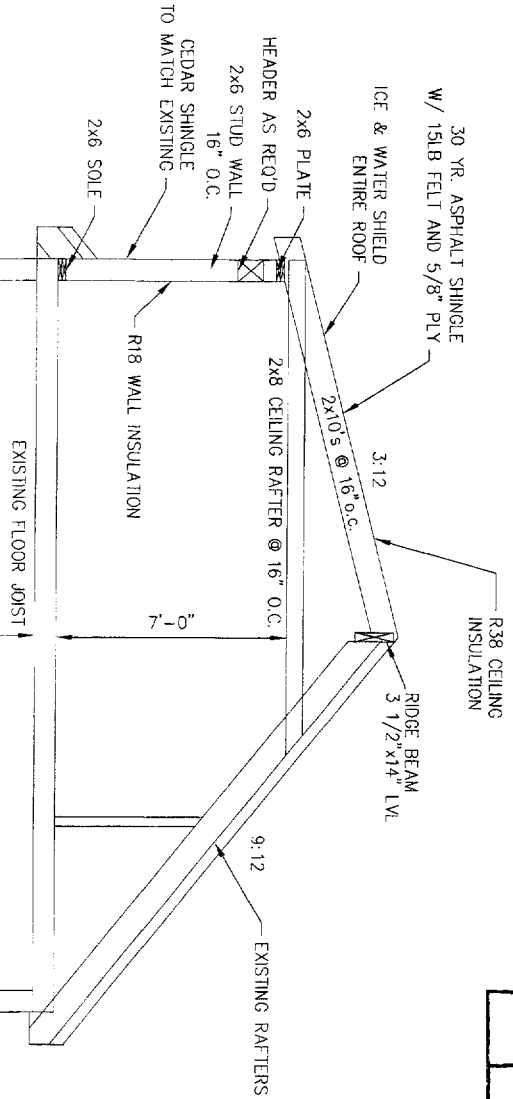 30 YR. ASPHALT SHINGLE
W/ 15LB FELT AND 5/8" PLY
ICE & WATER SHIELD
ENTIRE ROOF
2x6 PLATE
HEADER AS REQ'D
2x6 STUD WALL
16" O.C.
CEDAR SHINGLE
TO MATCH EXISTING
2x6 SOLE
R38 CEILING
INSULATION
3:12
2x10's @ 16" o.c.
RIDGE BEAM
3 1/2"x14" LVL
2x8 CEILING RAFTER @ 16" O.C.
R18 WALL INSULATION
7'-0"
9:12
EXISTING RAFTERS
EXISTING FLOOR JOIST